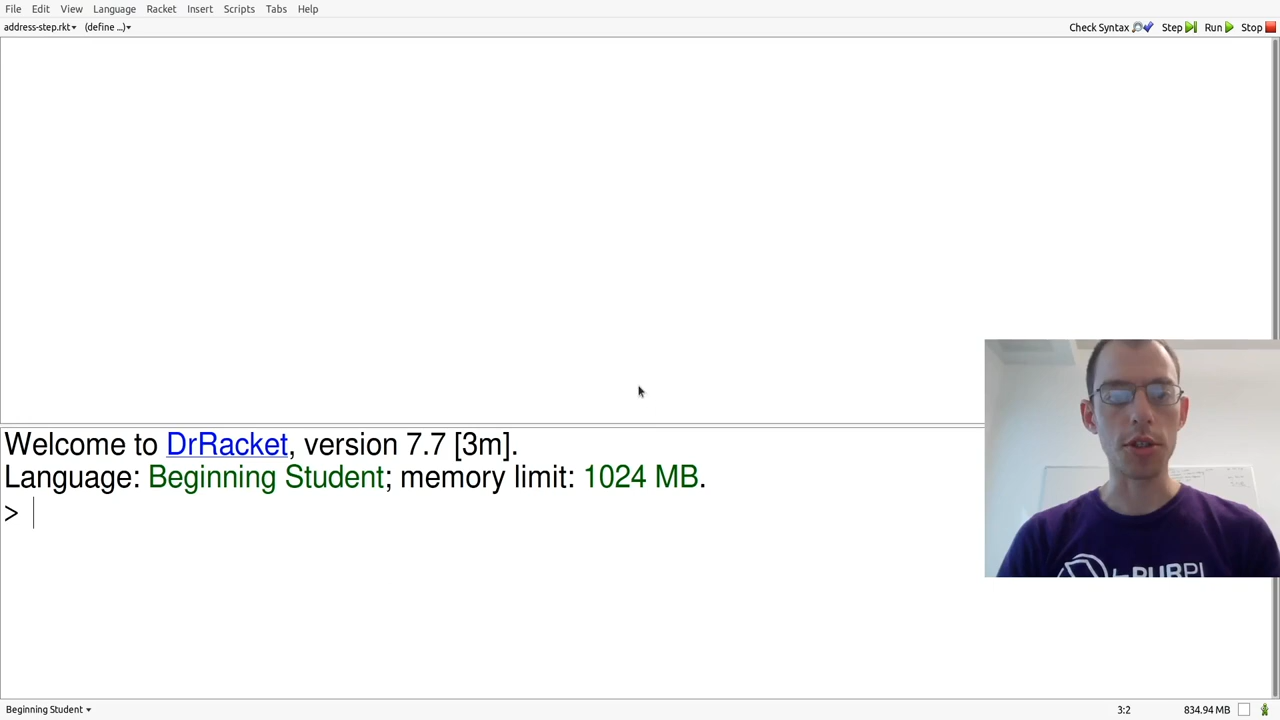 File Edit View Language Racket Insert Scripts Tabs Help
address-step.rkt (define ...) Check Syntax Step Run Stop
Welcome to DrRacket, version 7.7 [3m].
Language: Beginning Student; memory limit: 1024 MB.
>
Beginning Student 3:2 834.94 MB